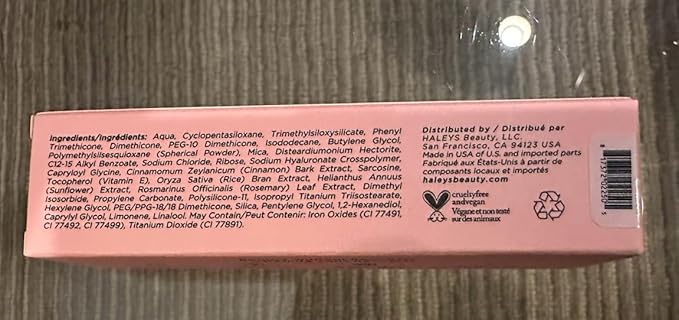 Ingredients/Ingrédients: Aqua, Cyclopentasiloxane, Trimethylsiloxysilicate, Phenyl
Trimethicone, Dimethicone, PEG-10 Dimethicone, Isododecane, Butylene Glycol,
Polymethylsilsesquioxane (Spherical Powder), Mica, Disteardimonium Hectorite,
C12-15 Alkyl Benzoate, Sodium Chloride, Ribose, Sodium Hyaluronate Crosspolymer,
Capryloyl Glycine, Cinnamomum Zeylanicum (Cinnamon) Bark Extract, Sarcosine,
Tocopherol (Vitamin E), Oryza Sativa (Rice) Bran Extract, Helianthus Annuus
(Sunflower) Extract, Rosmarinus Officinalis (Rosemary) Leaf Extract, Dimethyl
Isosorbide, Propylene Carbonate, Polysilicone-11, Isopropyl Titanium Triisostearate,
Hexylene Glycol, PEG/PPG-18/18 Dimethicone, Silica, Pentylene Glycol, 1,2-Hexanediol,
Caprylyl Glycol, Limonene, Linalool. May Contain/Peut Contenir: Iron Oxides (CI 77491,
CI 77492, CI 77499), Titanium Dioxide (CI 77891).
Distributed by / Distribué par
HALEYS Beauty, LLC.
San Francisco, CA 94123 USA
Made in USA of U.S. and imported parts
Fabriqué aux États-Unis à partir de
composants locaux et importés
haleysbeauty.com
crueltyfree
andvegan
Végane et non testé
sur des animaux